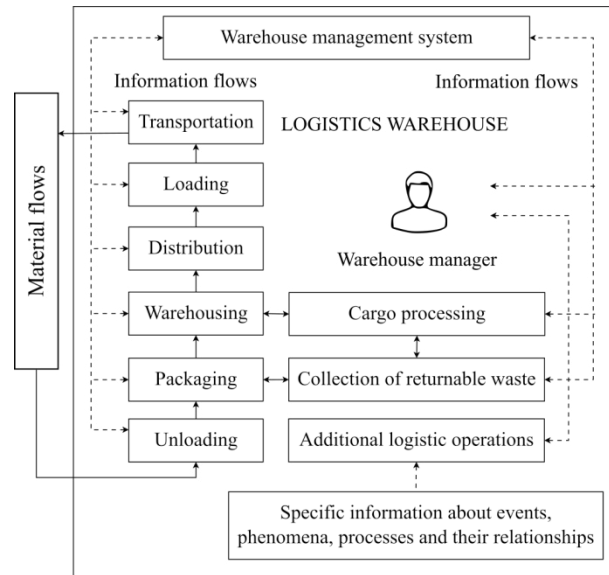 Warehouse management system
Information flows
Information flows
Transportation
LOGISTICS WAREHOUSE
Material flows
Loading
Distribution
Warehouse manager
Warehousing
Cargo processing
Packaging
Collection of returnable waste
Unloading
Additional logistic operations
Specific information about events,
phenomena, processes and their relationships